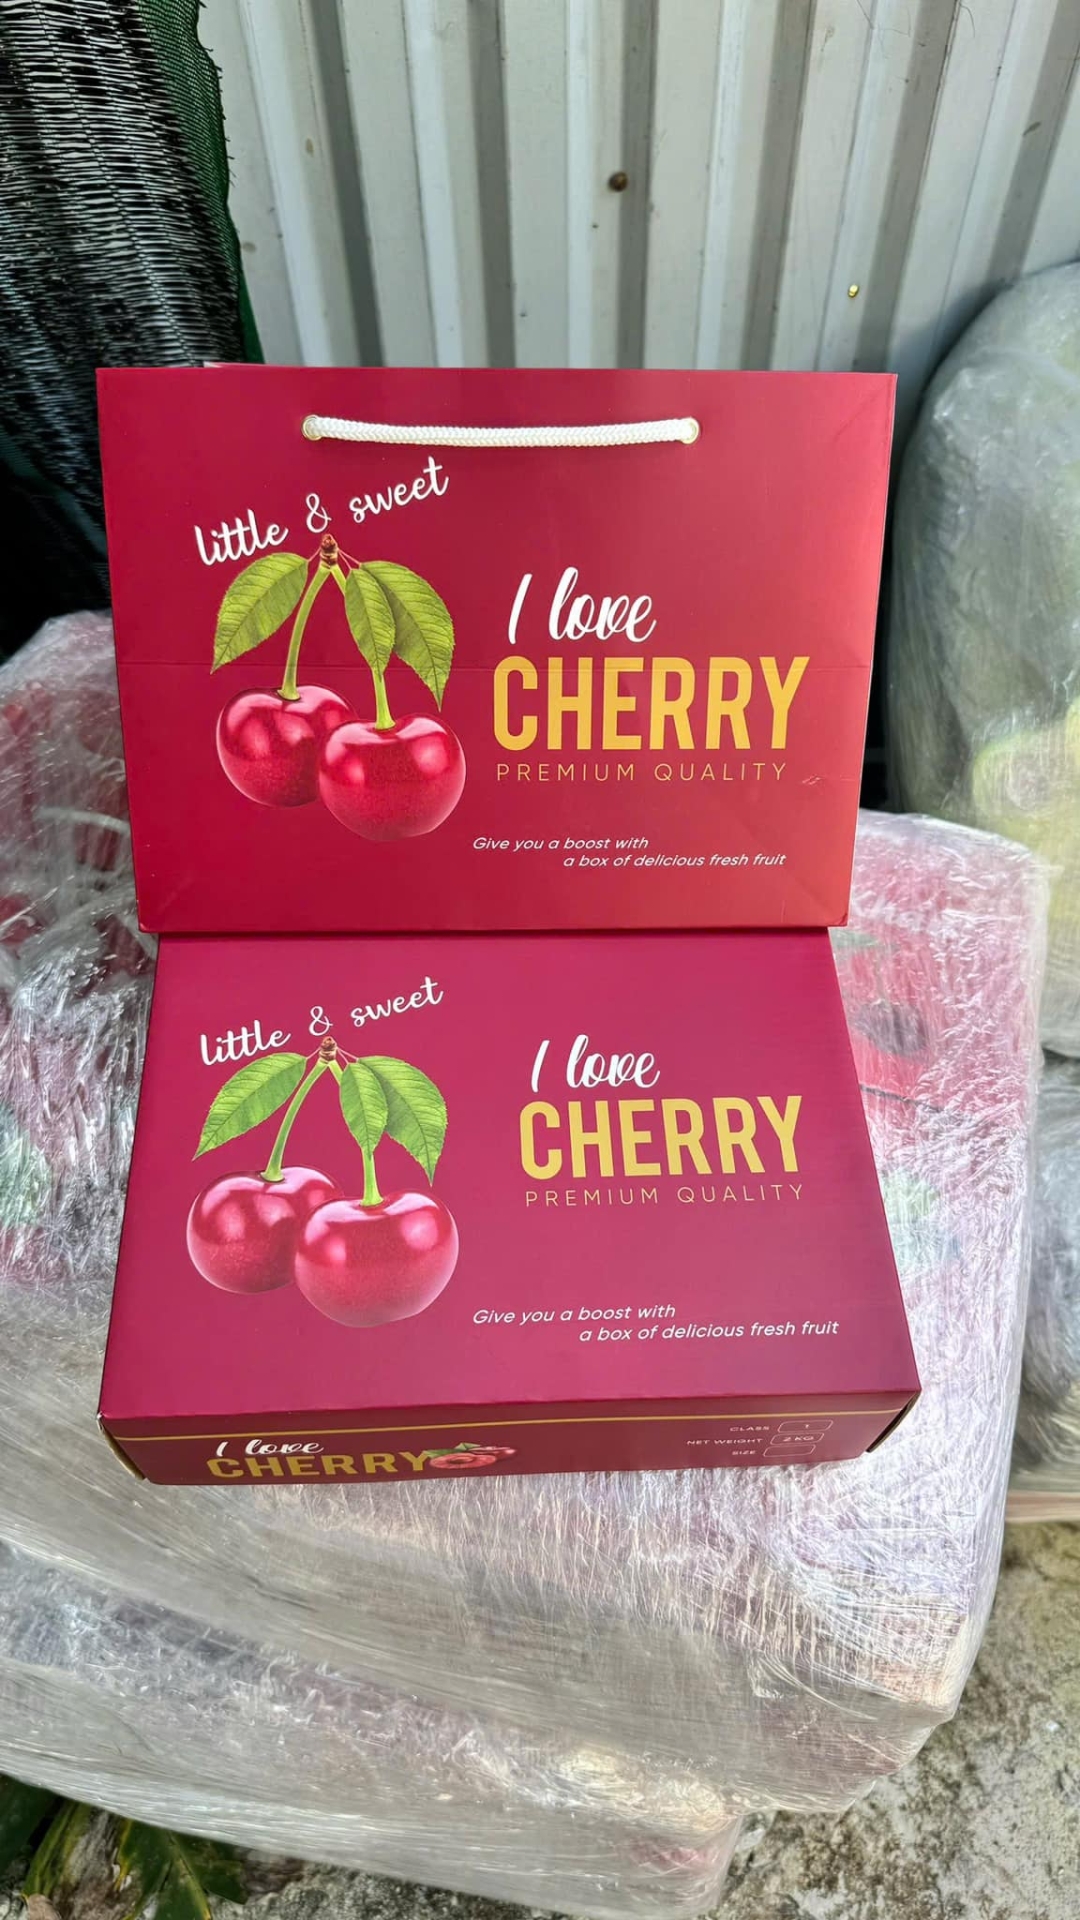 little & sweet
I love
CHERRY
PREMIUM QUALITY
Give you a boost with
a box of delicious fresh fruit
little & sweet
I love
CHERRY
PREMIUM QUALITY
Give you a boost with
a box of delicious fresh fruit
I love
CHERRY
CLASS 1
NET WEIGHT 2 KG
SIZE